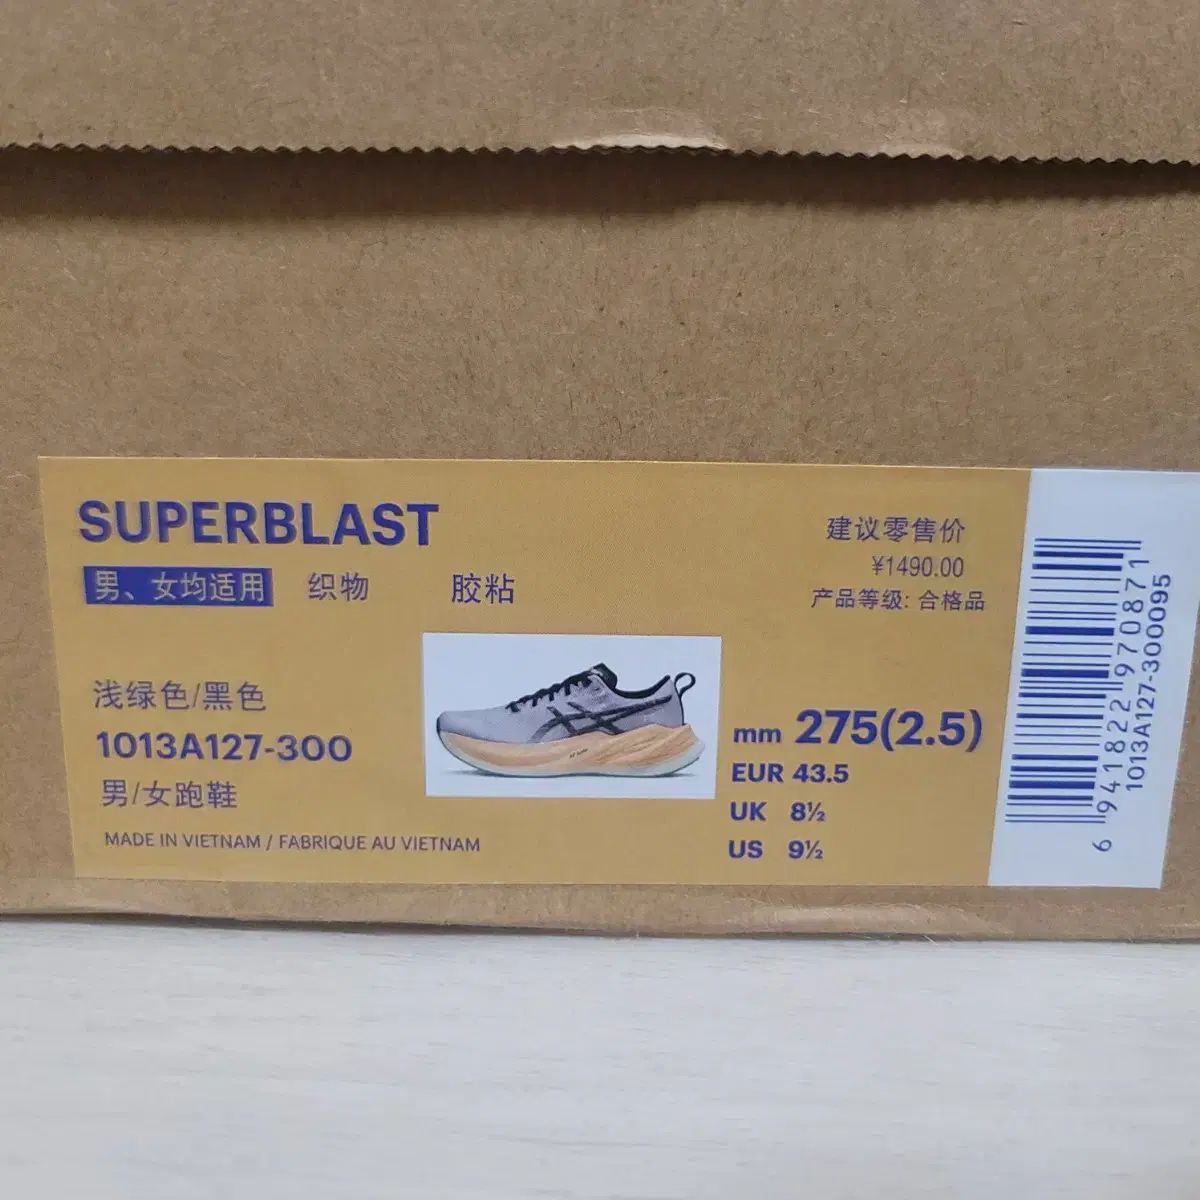 SUPERBLAST
男、女均适用 织物 胶粘
建议零售价
¥1490.00
产品等级: 合格品
浅绿色/黑色
1013A127-300
男/女跑鞋
MADE IN VIETNAM / FABRIQUE AU VIETNAM
mm 275(2.5)
EUR 43.5
UK 8½
US 9½
6 941822 970871
1013A127-300095